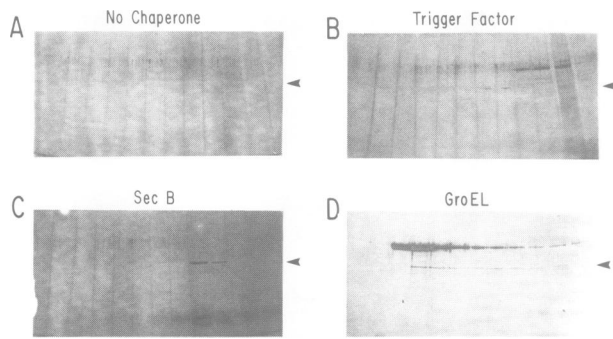 A
No Chaperone
B
Trigger Factor
C
Sec B
D
GroEL